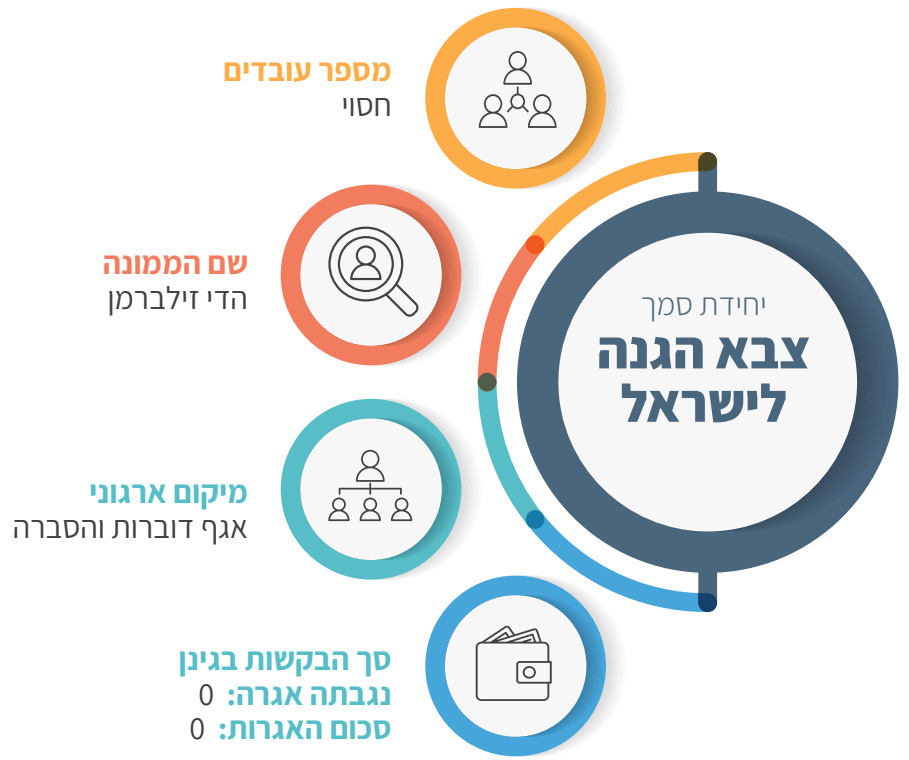 יחידת סמך
צבא הגנה
לישראל
מספר עובדים
חסוי
שם הממונה
הדי זילברמן
מיקום ארגוני
אגף דוברות והסברה
סך הבקשות בגינן
נגבתה אגרה: 0
סכום האגרות: 0